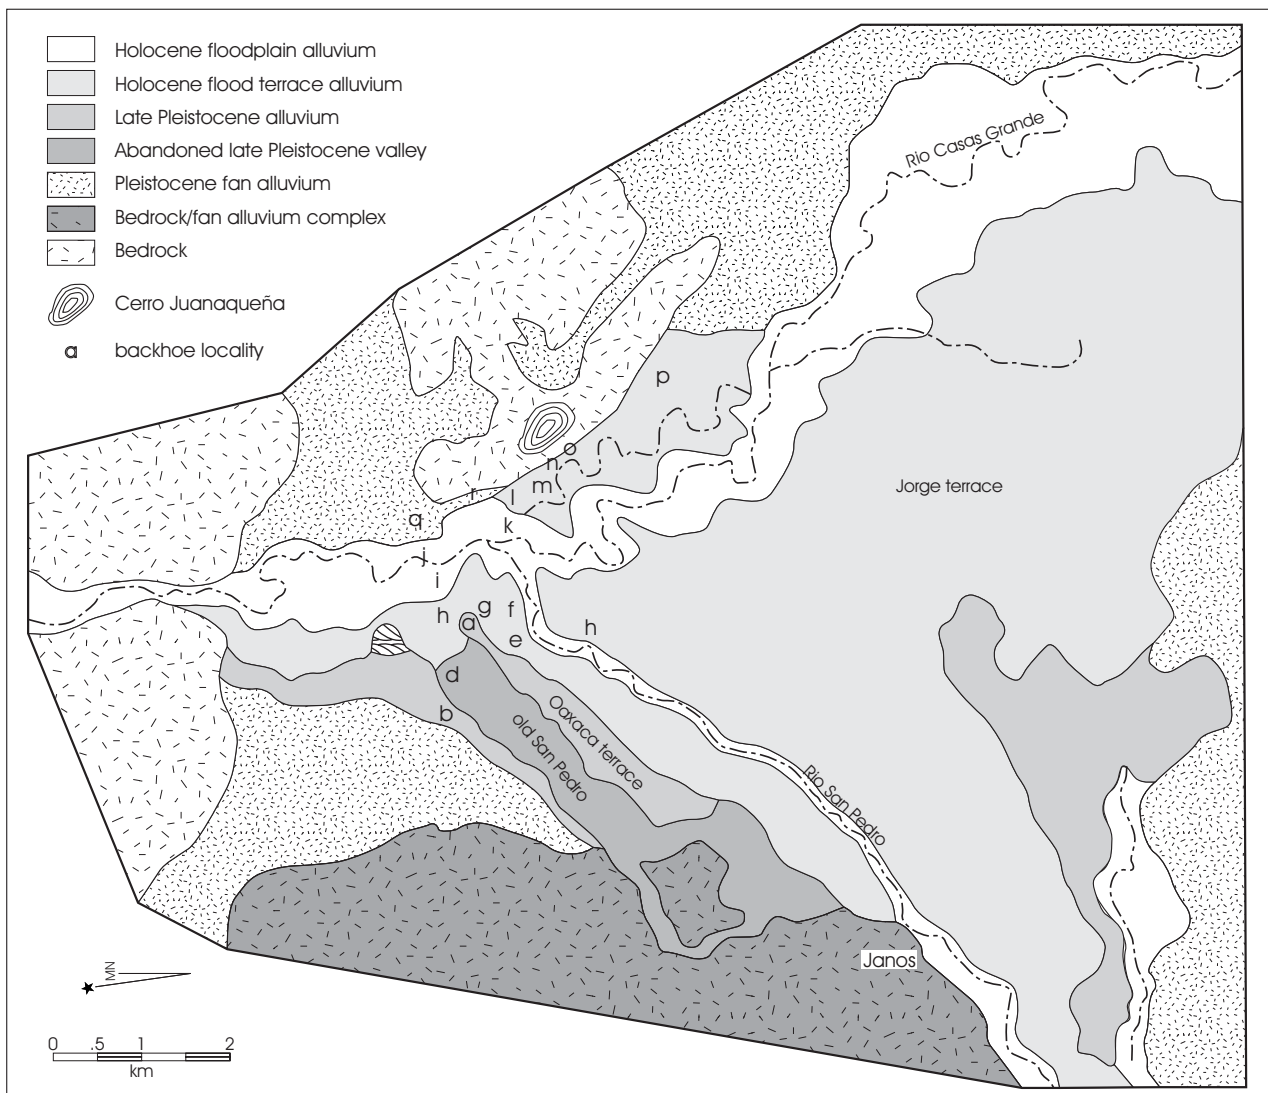 Holocene floodplain alluvium
Holocene flood terrace alluvium
Late Pleistocene alluvium
Abandoned late Pleistocene valley
Pleistocene fan alluvium
Bedrock/fan alluvium complex
Bedrock
Cerro Juanaqueña
a backhoe locality
Rio Casas Grande
p
o
n
m
l
r
q
k
j
i
Jorge terrace
h
g
f
a
e
h
d
b
Oaxaca terrace
old San Pedro
Rio San Pedro
Janos
MN
0 .5 1 2
km